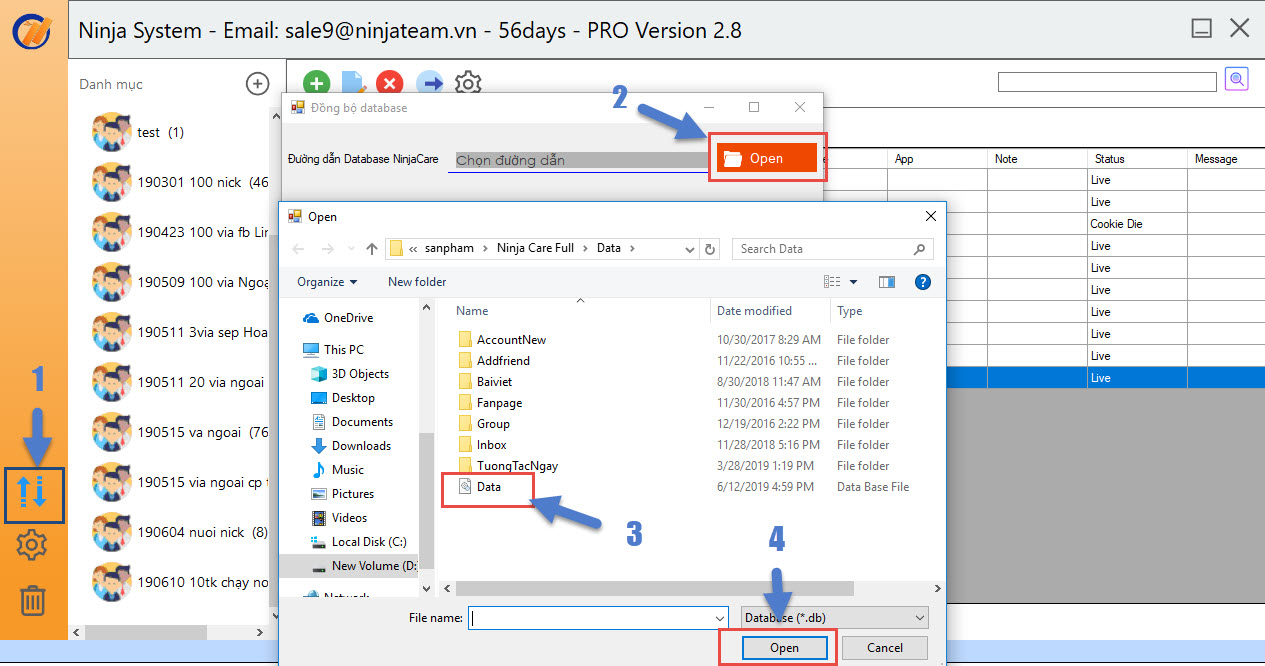 Ninja System - Email: sale9@ninjateam.vn - 56days - PRO Version 2.8
Danh mục
test (1)
190301 100 nick (46
190423 100 via fb Lin
190509 100 via Ngoạ
190511 3via sep Hoa
190511 20 via ngoai
190515 va ngoai (76
190515 via ngoai cp t
190604 nuoi nick (8)
190610 10tk chạy no
1
2
Đồng bộ database
Đường dẫn Database NinjaCare
Chọn đường dẫn
Open
App Note Status Message
Live
Live
Cookie Die
Live
Live
Live
Live
Live
Live
Live
Open
« sanpham › Ninja Care Full › Data ›
Search Data
Organize
New folder
OneDrive
This PC
3D Objects
Desktop
Documents
Downloads
Music
Pictures
Videos
Local Disk (C:)
New Volume (D:
Network
Name Date modified Type
AccountNew 10/30/2017 8:29 AM File folder
Addfriend 11/22/2016 10:55 ... File folder
Baiviet 8/30/2018 11:47 AM File folder
Fanpage 11/30/2016 4:57 PM File folder
Group 12/19/2016 2:22 PM File folder
Inbox 11/28/2018 5:16 PM File folder
TuongTacNgay 3/28/2019 1:19 PM File folder
Data 6/12/2019 4:59 PM Data Base File
3
4
File name:
Database (*.db)
Open
Cancel